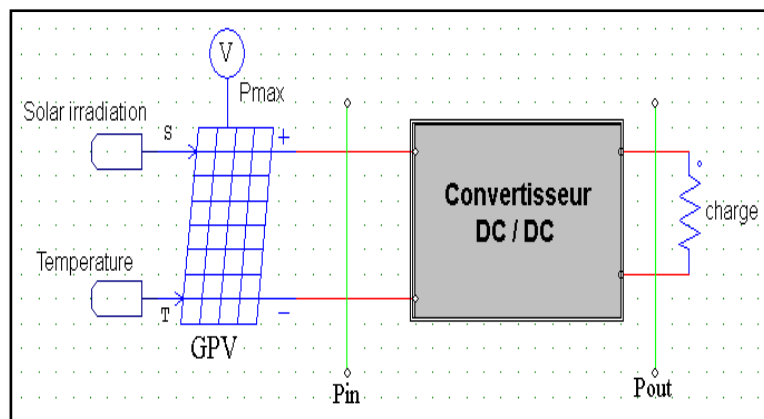 V
Pmax
Solar irradiation
S
+
Convertisseur
DC / DC
charge
Temperature
T
−
GPV
Pin
Pout